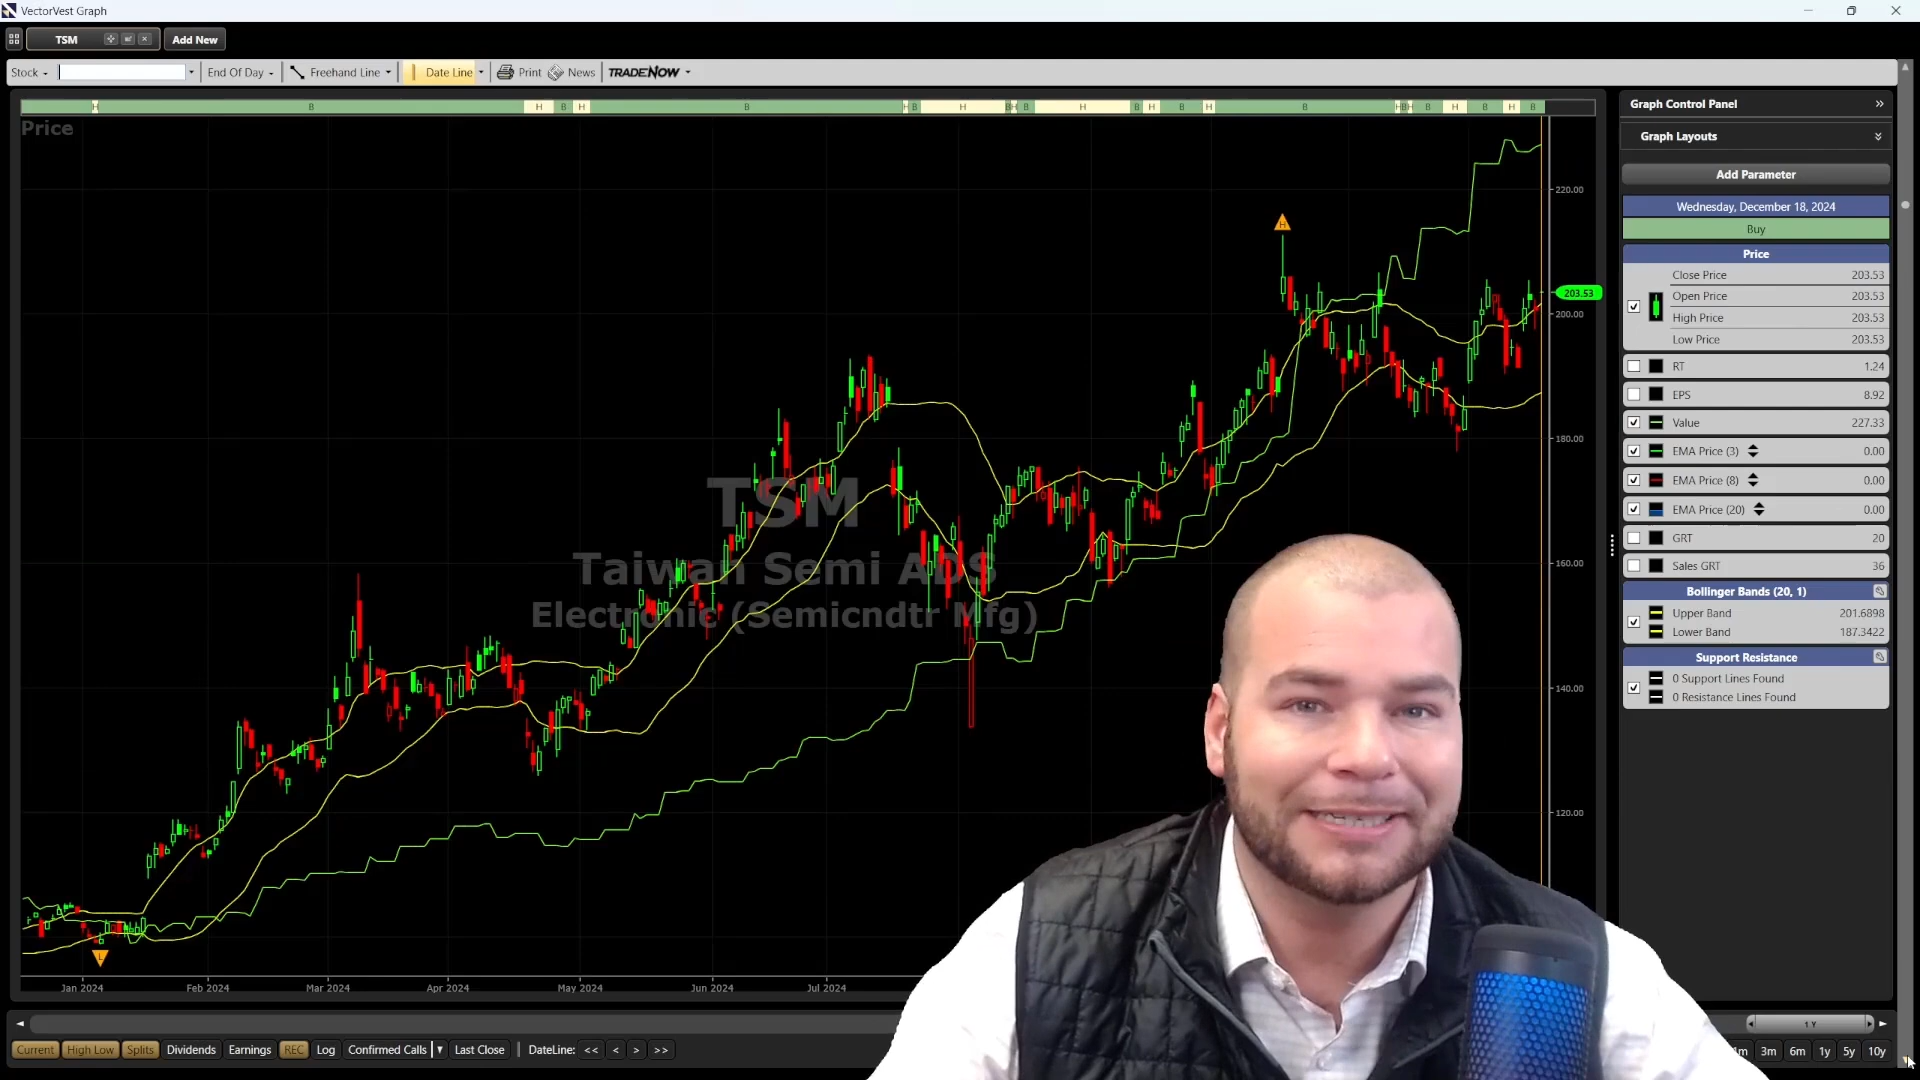 VectorVest Graph
TSM
Add New
Stock
End Of Day
Freehand Line
Date Line
Print
News
TRADENOW
H B H B H B H B H B H B H B H B H B H B H B H B H B
Price
TSM
Taiwan Semi ADS
Electronic (Semicndtr Mfg)
H
L
220.00
203.53
200.00
180.00
160.00
140.00
120.00
Jan 2024 Feb 2024 Mar 2024 Apr 2024 May 2024 Jun 2024 Jul 2024
Graph Control Panel
Graph Layouts
Add Parameter
Wednesday, December 18, 2024
Buy
Price
Close Price 203.53
Open Price 203.53
High Price 203.53
Low Price 203.53
RT 1.24
EPS 8.92
Value 227.33
EMA Price (3) 0.00
EMA Price (8) 0.00
EMA Price (20) 0.00
GRT 20
Sales GRT 36
Bollinger Bands (20, 1)
Upper Band 201.6898
Lower Band 187.3422
Support Resistance
0 Support Lines Found
0 Resistance Lines Found
1 Y
Current High Low Splits Dividends Earnings REC Log Confirmed Calls Last Close DateLine: << < > >>
3m 6m 1y 5y 10y